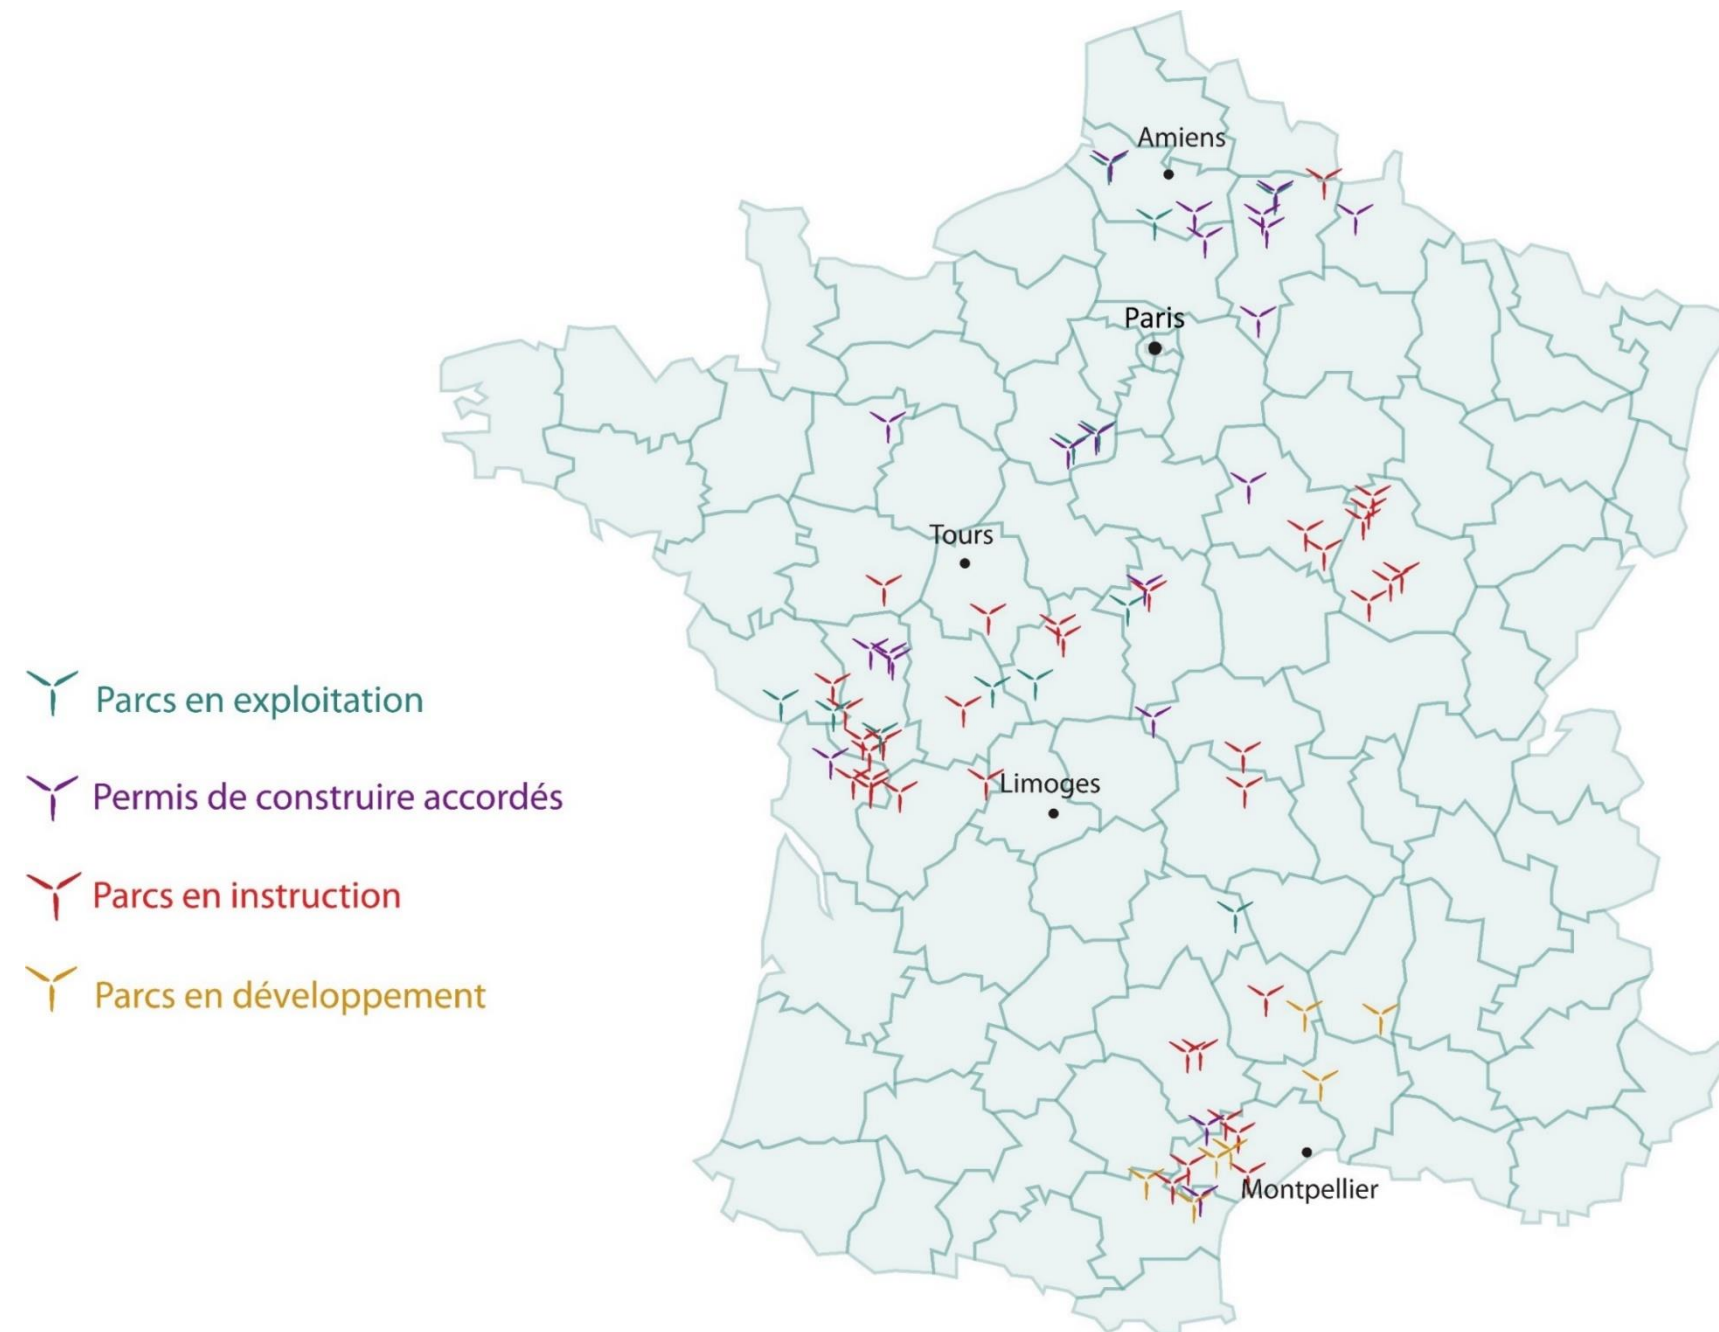 Amiens
Paris
Tours
Parcs en exploitation
Permis de construire accordés
Limoges
Parcs en instruction
Parcs en développement
Montpellier